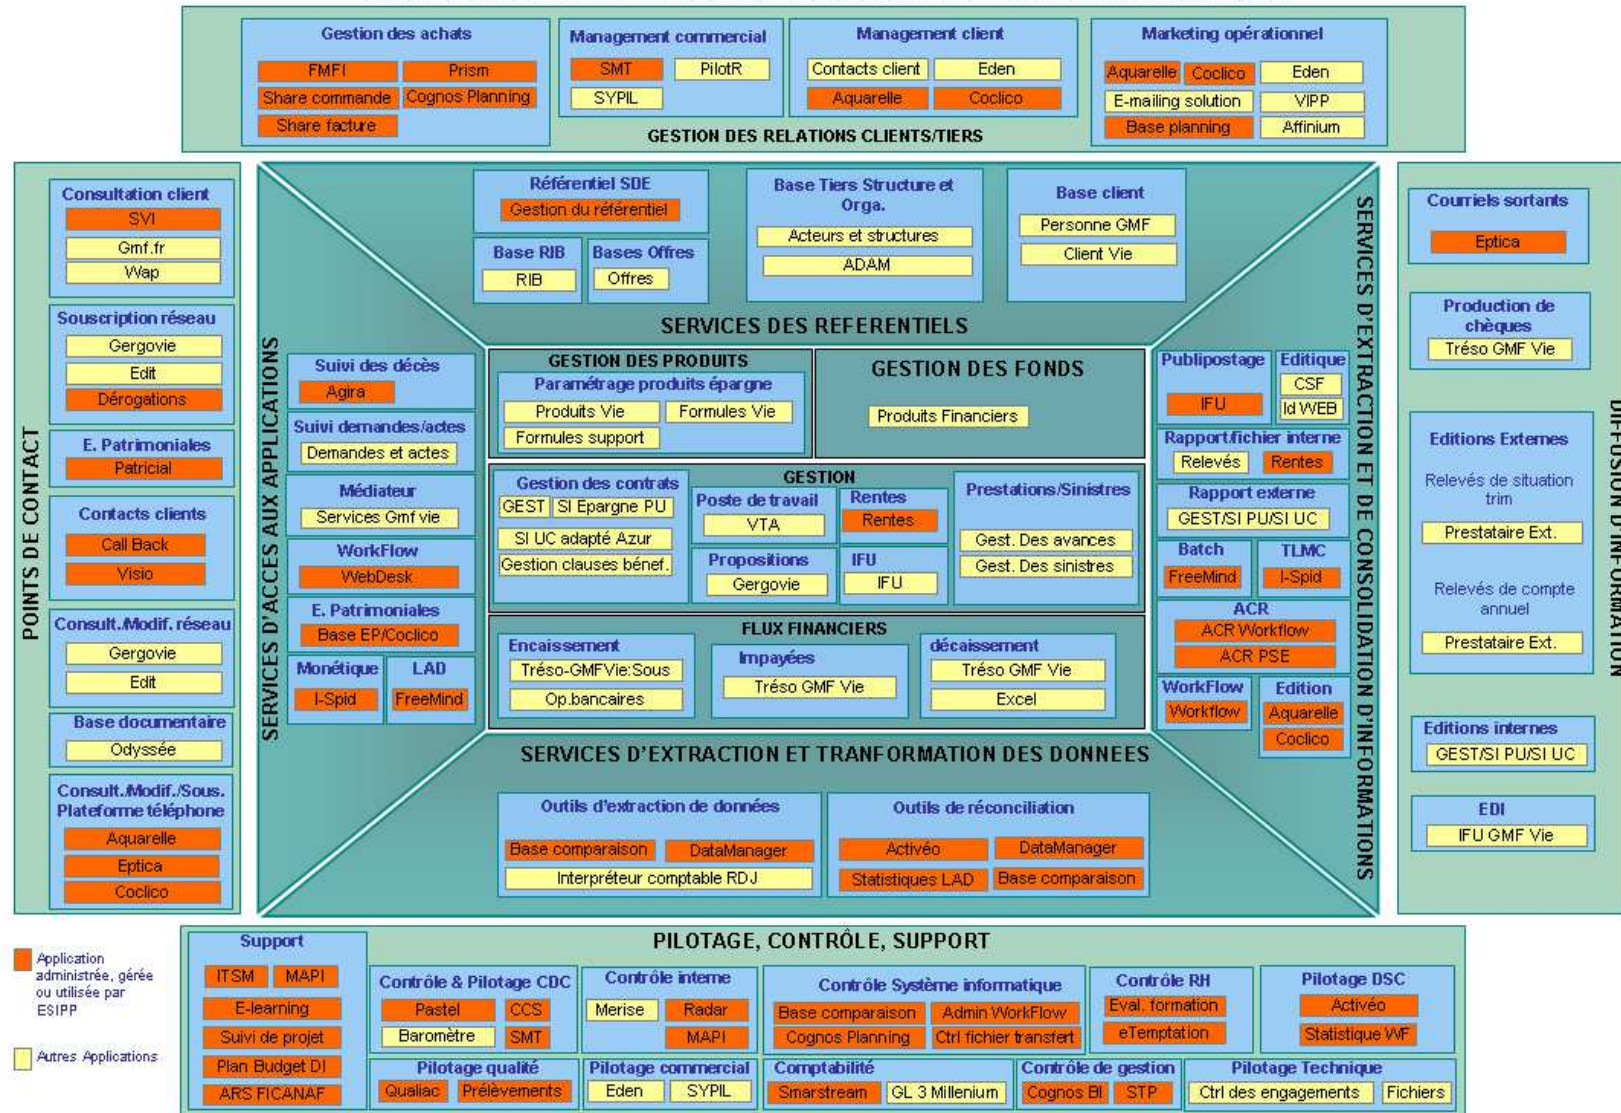 Gestion des achats
FMFI
Prism
Share commande
Cognos Planning
Share facture
Management commercial
SMT
PilotR
SYPIL
Management client
Contacts client
Eden
Aquarelle
Coclico
Marketing opérationnel
Aquarelle
Coclico
Eden
E-mailing solution
VIPP
Base planning
Affinium
GESTION DES RELATIONS CLIENTS/TIERS
POINTS DE CONTACT
Consultation client
SVI
Gmf.fr
Wap
Souscription réseau
Gergovie
Edit
Dérogations
E. Patrimoniales
Patricial
Contacts clients
Call Back
Visio
Consult./Modif. réseau
Gergovie
Edit
Base documentaire
Odyssée
Consult./Modif./Sous.
Plateforme téléphone
Aquarelle
Eptica
Coclico
SERVICES D'ACCES AUX APPLICATIONS
Suivi des décès
Agira
Suivi demandes/actes
Demandes et actes
Médiateur
Services Gmf vie
WorkFlow
WebDesk
E. Patrimoniales
Base EP/Coclico
Monétique
I-Spid
LAD
FreeMind
Référentiel SDE
Gestion du référentiel
Base RIB
RIB
Bases Offres
Offres
Base Tiers Structure et
Orga.
Acteurs et structures
ADAM
Base client
Personne GMF
Client Vie
SERVICES DES REFERENTIELS
GESTION DES PRODUITS
Paramétrage produits épargne
Produits Vie
Formules Vie
Formules support
GESTION DES FONDS
Produits Financiers
GESTION
Gestion des contrats
GEST
SI Epargne PU
SI UC adapté Azur
Gestion clauses bénef.
Poste de travail
VTA
Propositions
Gergovie
Rentes
Rentes
IFU
IFU
Prestations/Sinistres
Gest. Des avances
Gest. Des sinistres
FLUX FINANCIERS
Encaissement
Tréso-GMFVie:Sous
Op.bancaires
Impayées
Tréso GMF Vie
décaissement
Tréso GMF Vie
Excel
SERVICES D'EXTRACTION ET TRANFORMATION DES DONNEES
Outils d'extraction de données
Base comparaison
DataManager
Interpréteur comptable RDJ
Outils de réconciliation
Activéo
DataManager
Statistiques LAD
Base comparaison
SERVICES D'EXTRACTION ET DE CONSOLIDATION D'INFORMATIONS
Publipostage
IFU
Editique
CSF
Id WEB
Rapport/fichier interne
Relevés
Rentes
Rapport externe
GEST/SI PU/SI UC
Batch
FreeMind
TLMC
I-Spid
ACR
ACR Workflow
ACR PSE
WorkFlow
Workflow
Edition
Aquarelle
Coclico
DIFFUSION D'INFORMATION
Courriels sortants
Eptica
Production de
chèques
Tréso GMF Vie
Editions Externes
Relevés de situation
trim
Prestataire Ext.
Relevés de compte
annuel
Prestataire Ext.
Editions internes
GEST/SI PU/SI UC
EDI
IFU GMF Vie
PILOTAGE, CONTRÔLE, SUPPORT
Support
ITSM
MAPI
E-learning
Suivi de projet
Plan Budget DI
ARS FICANAF
Contrôle & Pilotage CDC
Pastel
CCS
Baromètre
SMT
Contrôle interne
Merise
Radar
MAPI
Contrôle Système informatique
Base comparaison
Admin WorkFlow
Cognos Planning
Ctrl fichier transfert
Contrôle RH
Eval. formation
eTemptation
Pilotage DSC
Activéo
Statistique WF
Pilotage qualité
Qualiac
Prélèvements
Pilotage commercial
Eden
SYPIL
Comptabilité
Smarstream
GL 3 Millenium
Contrôle de gestion
Cognos BI
STP
Pilotage Technique
Ctrl des engagements
Fichiers
Application
administrée, gérée
ou utilisée par
ESIPP
Autres Applications